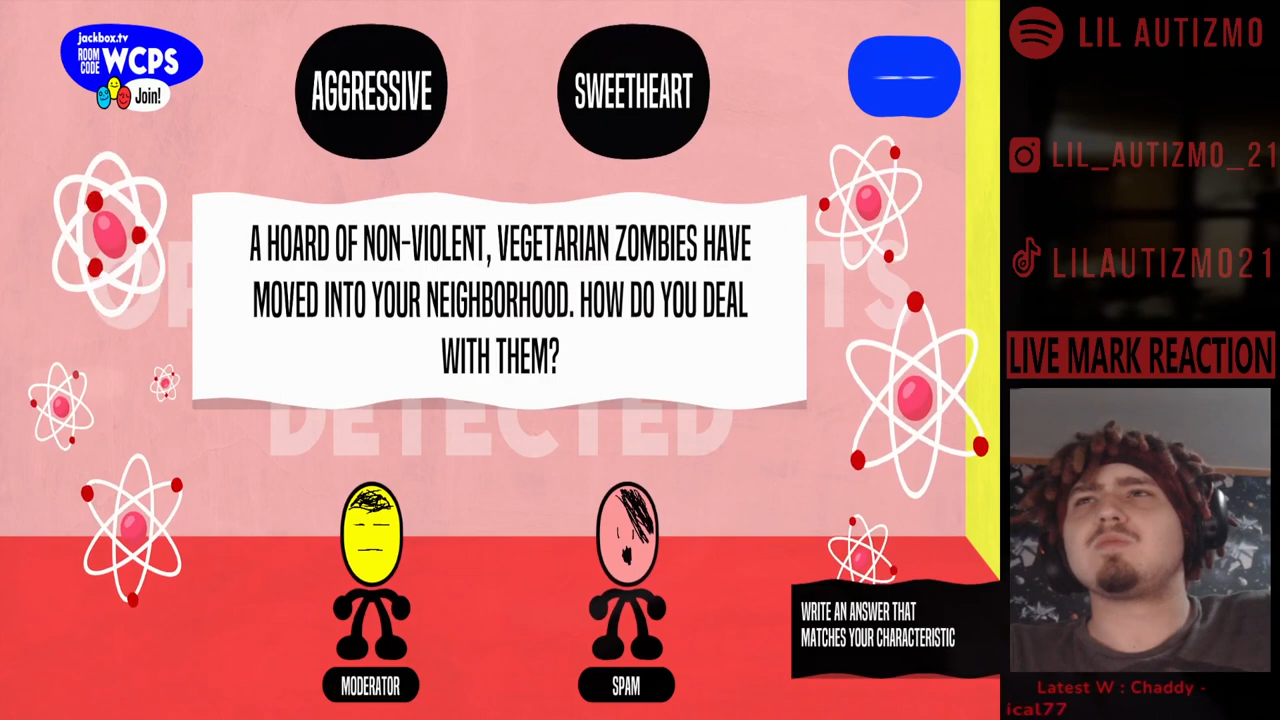 jackbox.tv
ROOM CODE WCPS
Join!
AGGRESSIVE
SWEETHEART
A HOARD OF NON-VIOLENT, VEGETARIAN ZOMBIES HAVE
MOVED INTO YOUR NEIGHBORHOOD. HOW DO YOU DEAL
WITH THEM?
DETECTED
WRITE AN ANSWER THAT
MATCHES YOUR CHARACTERISTIC
MODERATOR
SPAM
LIL AUTIZMO
LIL_AUTIZMO_21
LILAUTIZMO21
LIVE MARK REACTION
Latest W : Chaddy -
ical77